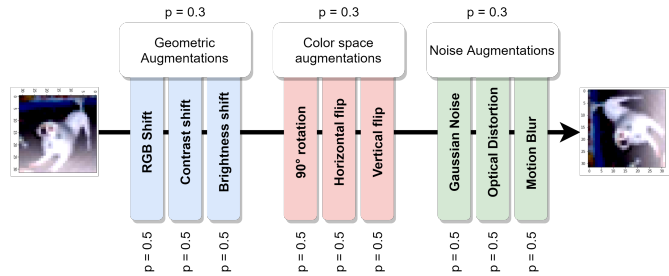 p = 0.3
p = 0.3
p = 0.3
Geometric
Augmentations
Color space
augmentations
Noise Augmentations
RGB Shift
Contrast shift
Brightness shift
90° rotation
Horizontal flip
Vertical flip
Gaussian Noise
Optical Distortion
Motion Blur
p = 0.5
p = 0.5
p = 0.5
p = 0.5
p = 0.5
p = 0.5
p = 0.5
p = 0.5
p = 0.5